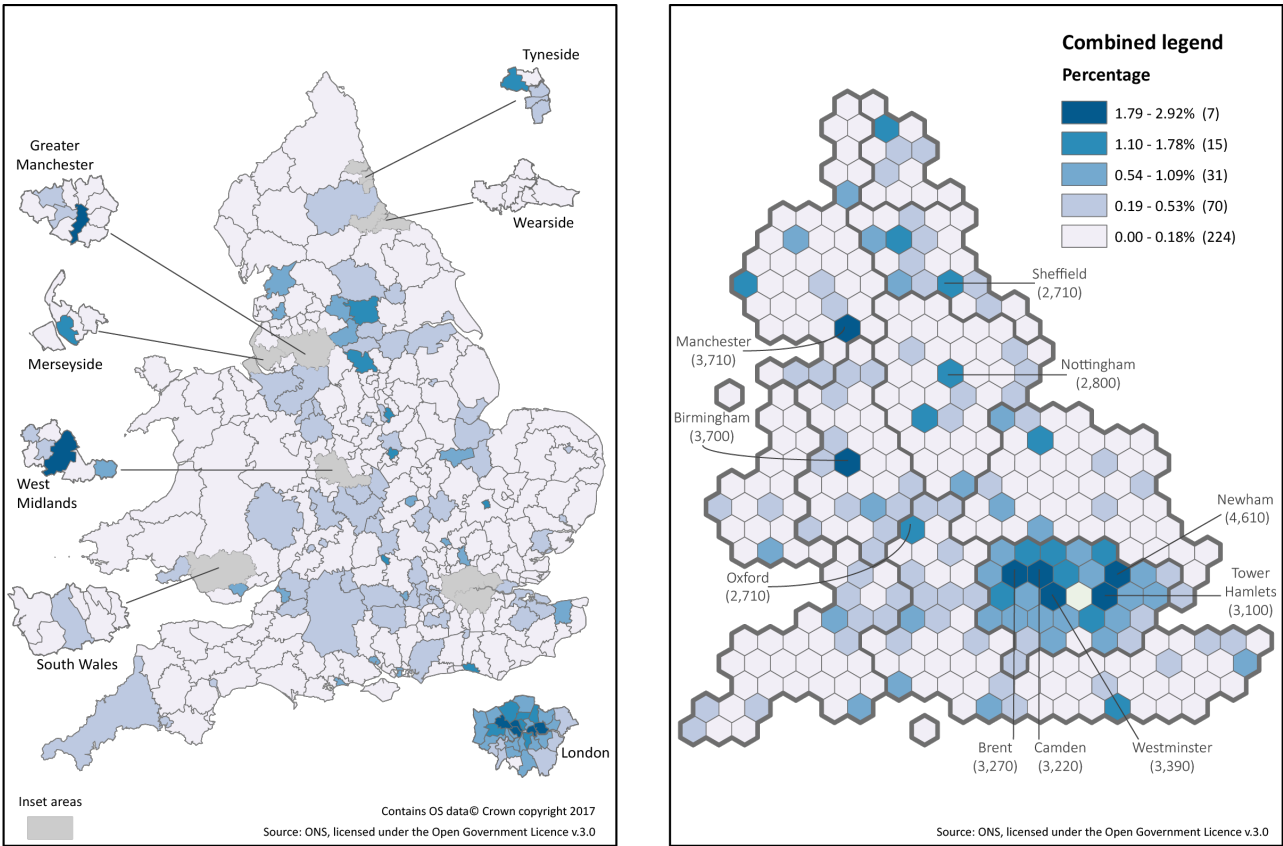 Tyneside
Greater
Manchester
Wearside
Merseyside
West
Midlands
South Wales
London
Inset areas
Contains OS data© Crown copyright 2017
Source: ONS, licensed under the Open Government Licence v.3.0
Combined legend
Percentage
1.79 - 2.92% (7)
1.10 - 1.78% (15)
0.54 - 1.09% (31)
0.19 - 0.53% (70)
0.00 - 0.18% (224)
Sheffield
(2,710)
Manchester
(3,710)
Nottingham
(2,800)
Birmingham
(3,700)
Newham
(4,610)
Oxford
(2,710)
Tower
Hamlets
(3,100)
Brent
(3,270)
Camden
(3,220)
Westminster
(3,390)
Source: ONS, licensed under the Open Government Licence v.3.0